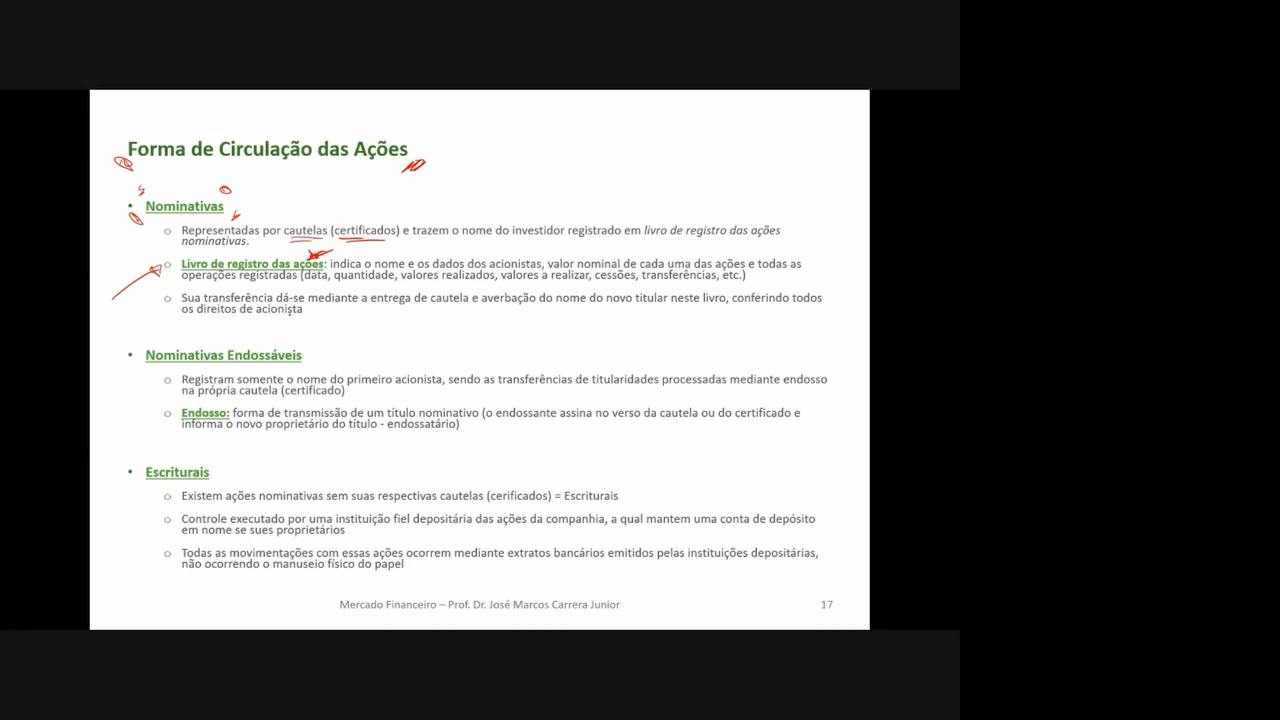 Forma de Circulação das Ações
• Nominativas
o Representadas por cautelas (certificados) e trazem o nome do investidor registrado em livro de registro das ações
nominativas.
o Livro de registro das ações: indica o nome e os dados dos acionistas, valor nominal de cada uma das ações e todas as
operações registradas (data, quantidade, valores realizados, valores a realizar, cessões, transferências, etc.)
o Sua transferência dá-se mediante a entrega de cautela e averbação do nome do novo titular neste livro, conferindo todos
os direitos de acionista
• Nominativas Endossáveis
o Registram somente o nome do primeiro acionista, sendo as transferências de titularidades processadas mediante endosso
na própria cautela (certificado)
o Endosso: forma de transmissão de um título nominativo (o endossante assina no verso da cautela ou do certificado e
informa o novo proprietário do título - endossatário)
• Escriturais
o Existem ações nominativas sem suas respectivas cautelas (cerificados) = Escriturais
o Controle executado por uma instituição fiel depositária das ações da companhia, a qual mantem uma conta de depósito
em nome se sues proprietários
o Todas as movimentações com essas ações ocorrem mediante extratos bancários emitidos pelas instituições depositárias,
não ocorrendo o manuseio físico do papel
Mercado Financeiro – Prof. Dr. José Marcos Carrera Junior
17